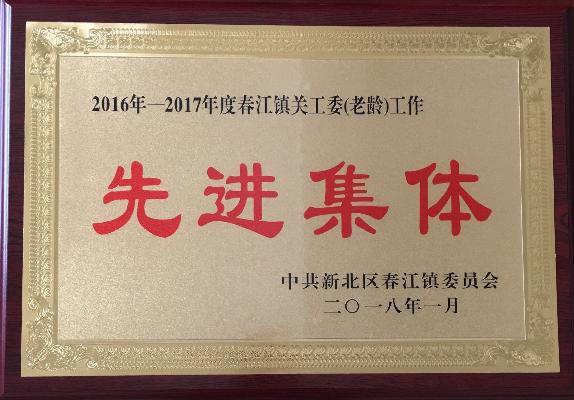 2016年—2017年度春江镇关工委(老龄)工作
先进集体
中共新北区春江镇委员会
二〇一八年一月